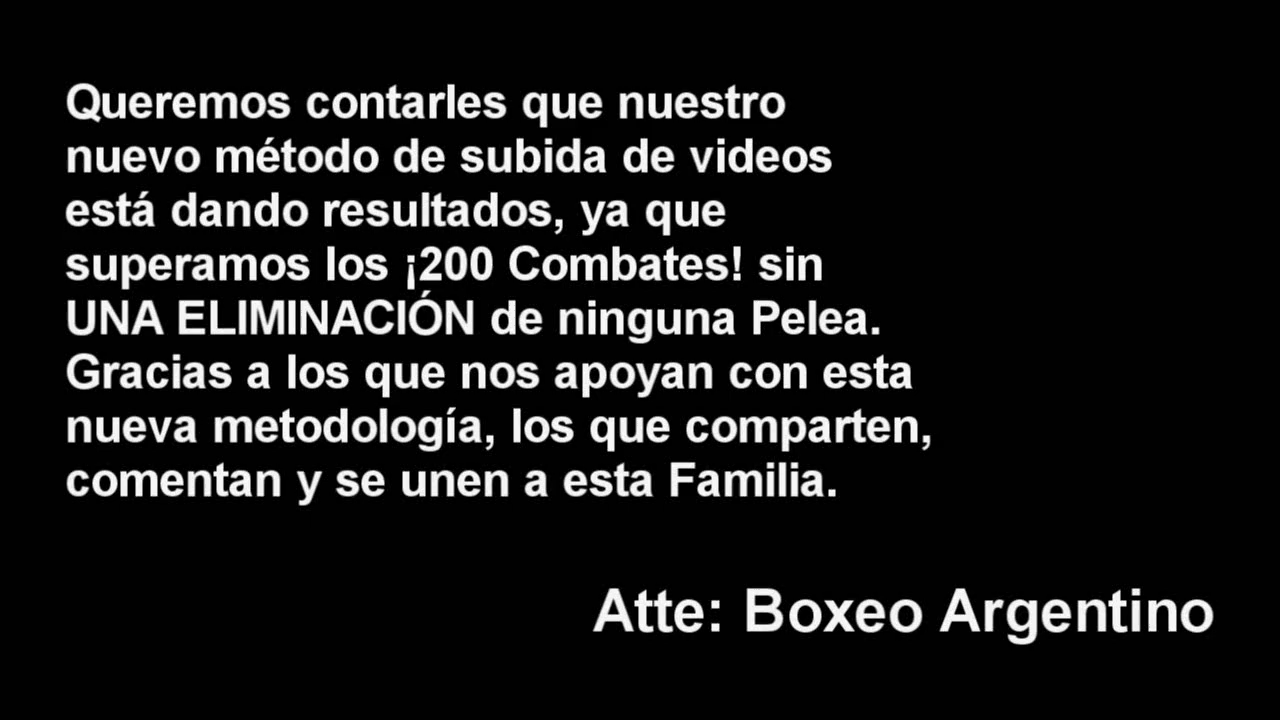 Queremos contarles que nuestro
nuevo método de subida de videos
está dando resultados, ya que
superamos los ¡200 Combates! sin
UNA ELIMINACIÓN de ninguna Pelea.
Gracias a los que nos apoyan con esta
nueva metodología, los que comparten,
comentan y se unen a esta Familia.
Atte: Boxeo Argentino